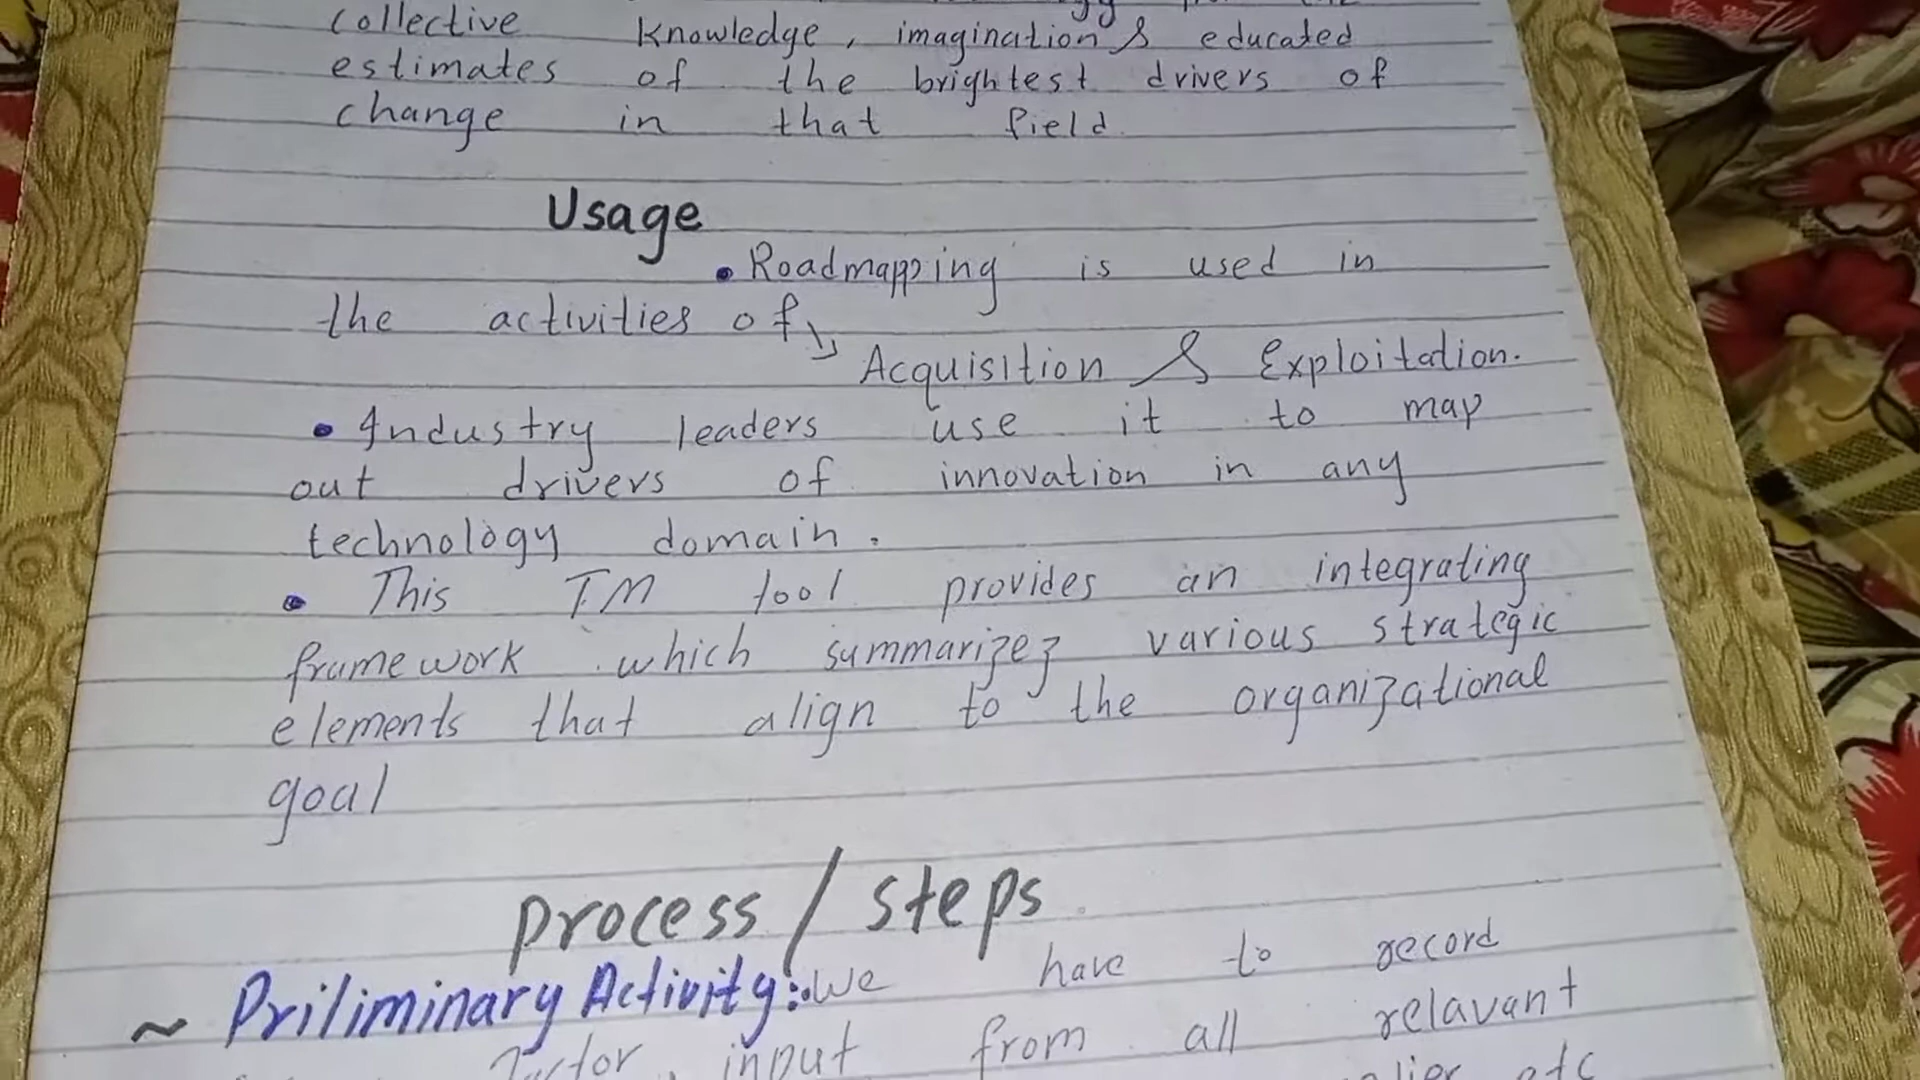 collective knowledge, imagination & educated
estimates of the brightest drivers of
change in that field
Usage
• Roadmapping is used in
the activities of
Acquisition & Exploitation.
• Industry leaders use it to map
out drivers of innovation in any
technology domain.
• This T.M tool provides an integrating
framework which summarizez various strategic
elements that align to the organizational
goal
process / steps
~ Priliminary Activity:. We have to record
input from all relavant
etc